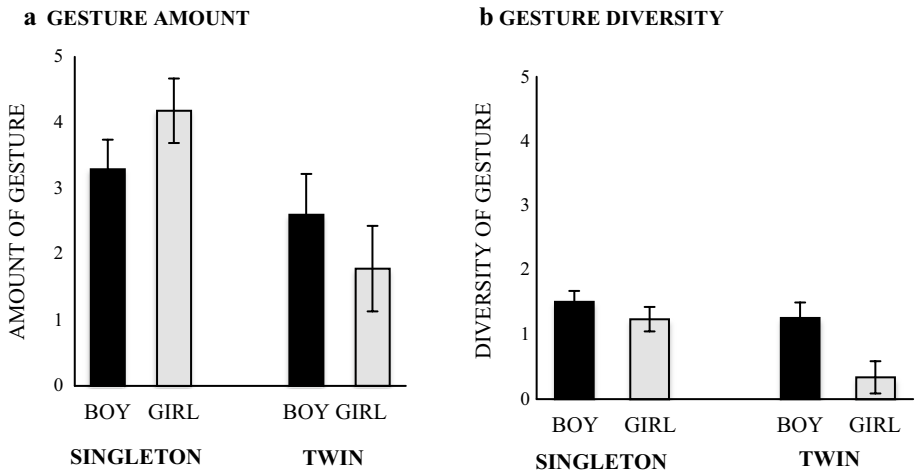 a GESTURE AMOUNT
AMOUNT OF GESTURE
5
4
3
2
1
0
BOY GIRL BOY GIRL
SINGLETON TWIN
b GESTURE DIVERSITY
DIVERSITY OF GESTURE
5
4
3
2
1
0
BOY GIRL BOY GIRL
SINGLETON TWIN